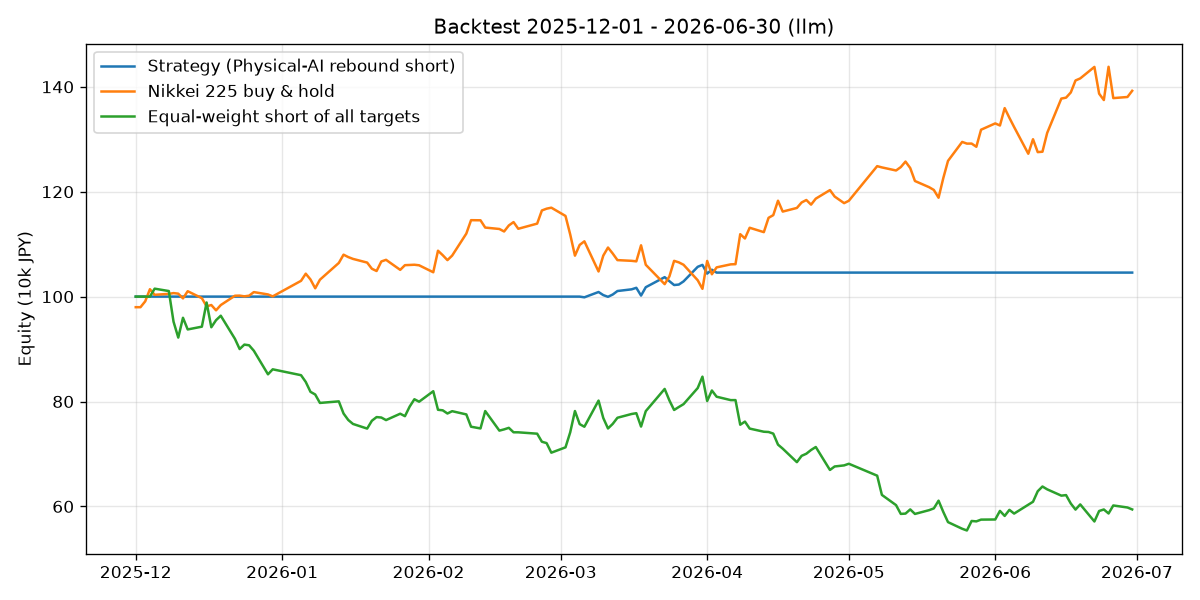 Backtest 2025-12-01 - 2026-06-30 (llm)
Strategy (Physical-AI rebound short)
Nikkei 225 buy & hold
Equal-weight short of all targets
Equity (10k JPY)
140
120
100
80
60
2025-12
2026-01
2026-02
2026-03
2026-04
2026-05
2026-06
2026-07